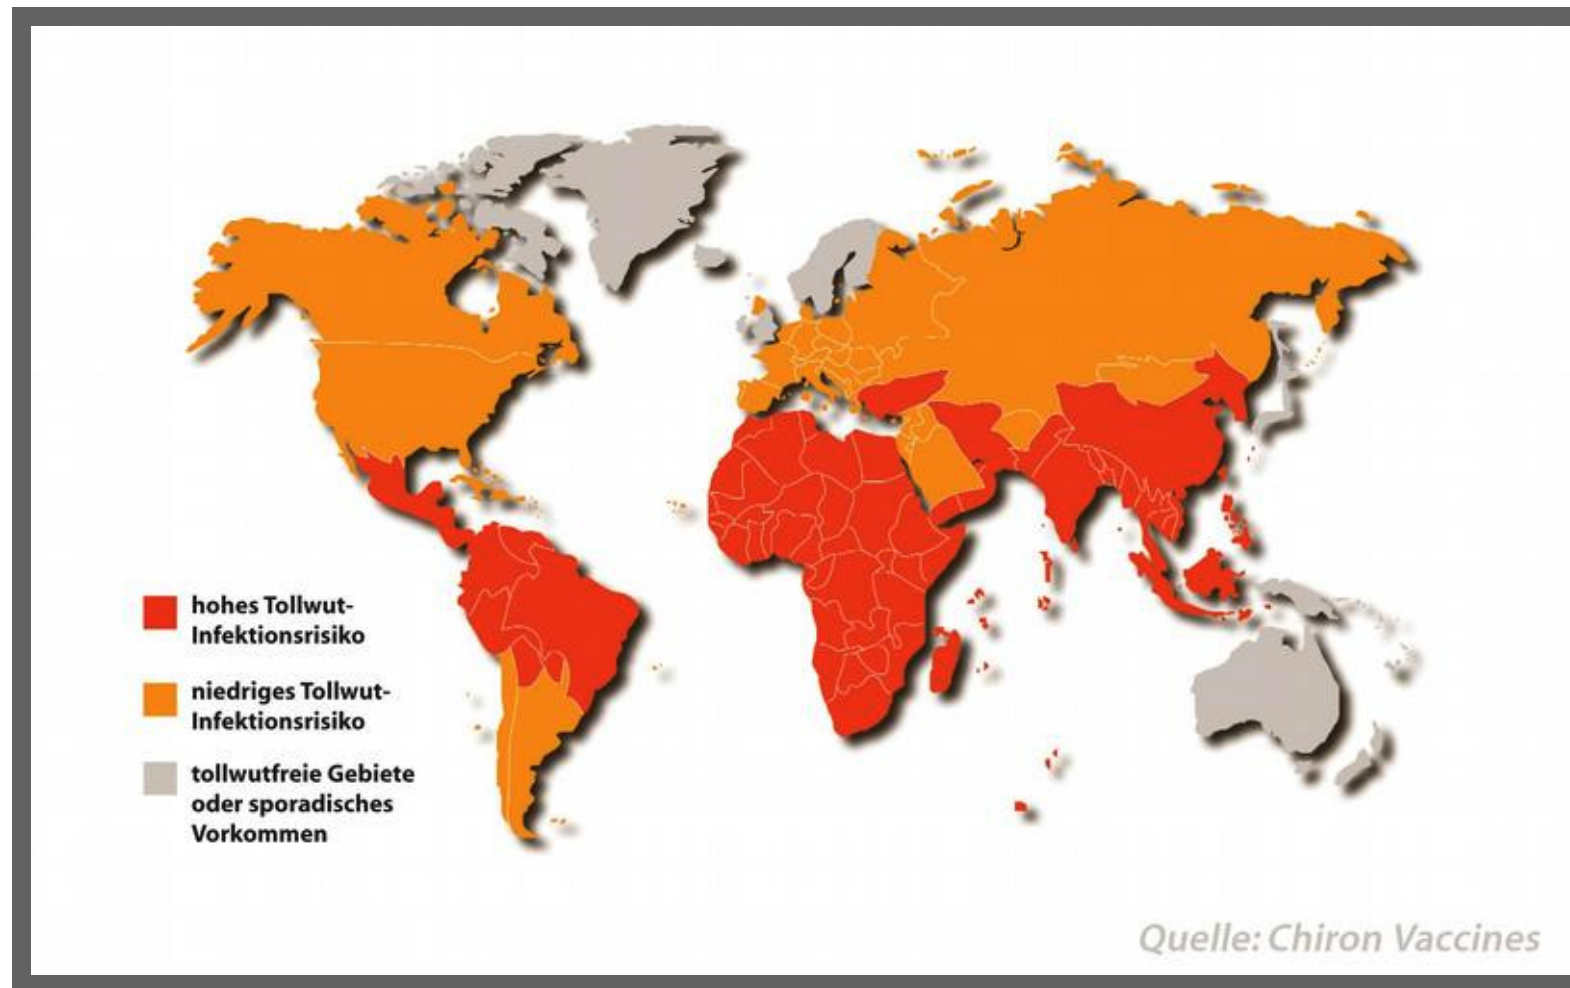 hohes Tollwut-
Infektionsrisiko
niedriges Tollwut-
Infektionsrisiko
tollwutfreie Gebiete
oder sporadisches
Vorkommen
Quelle: Chiron Vaccines